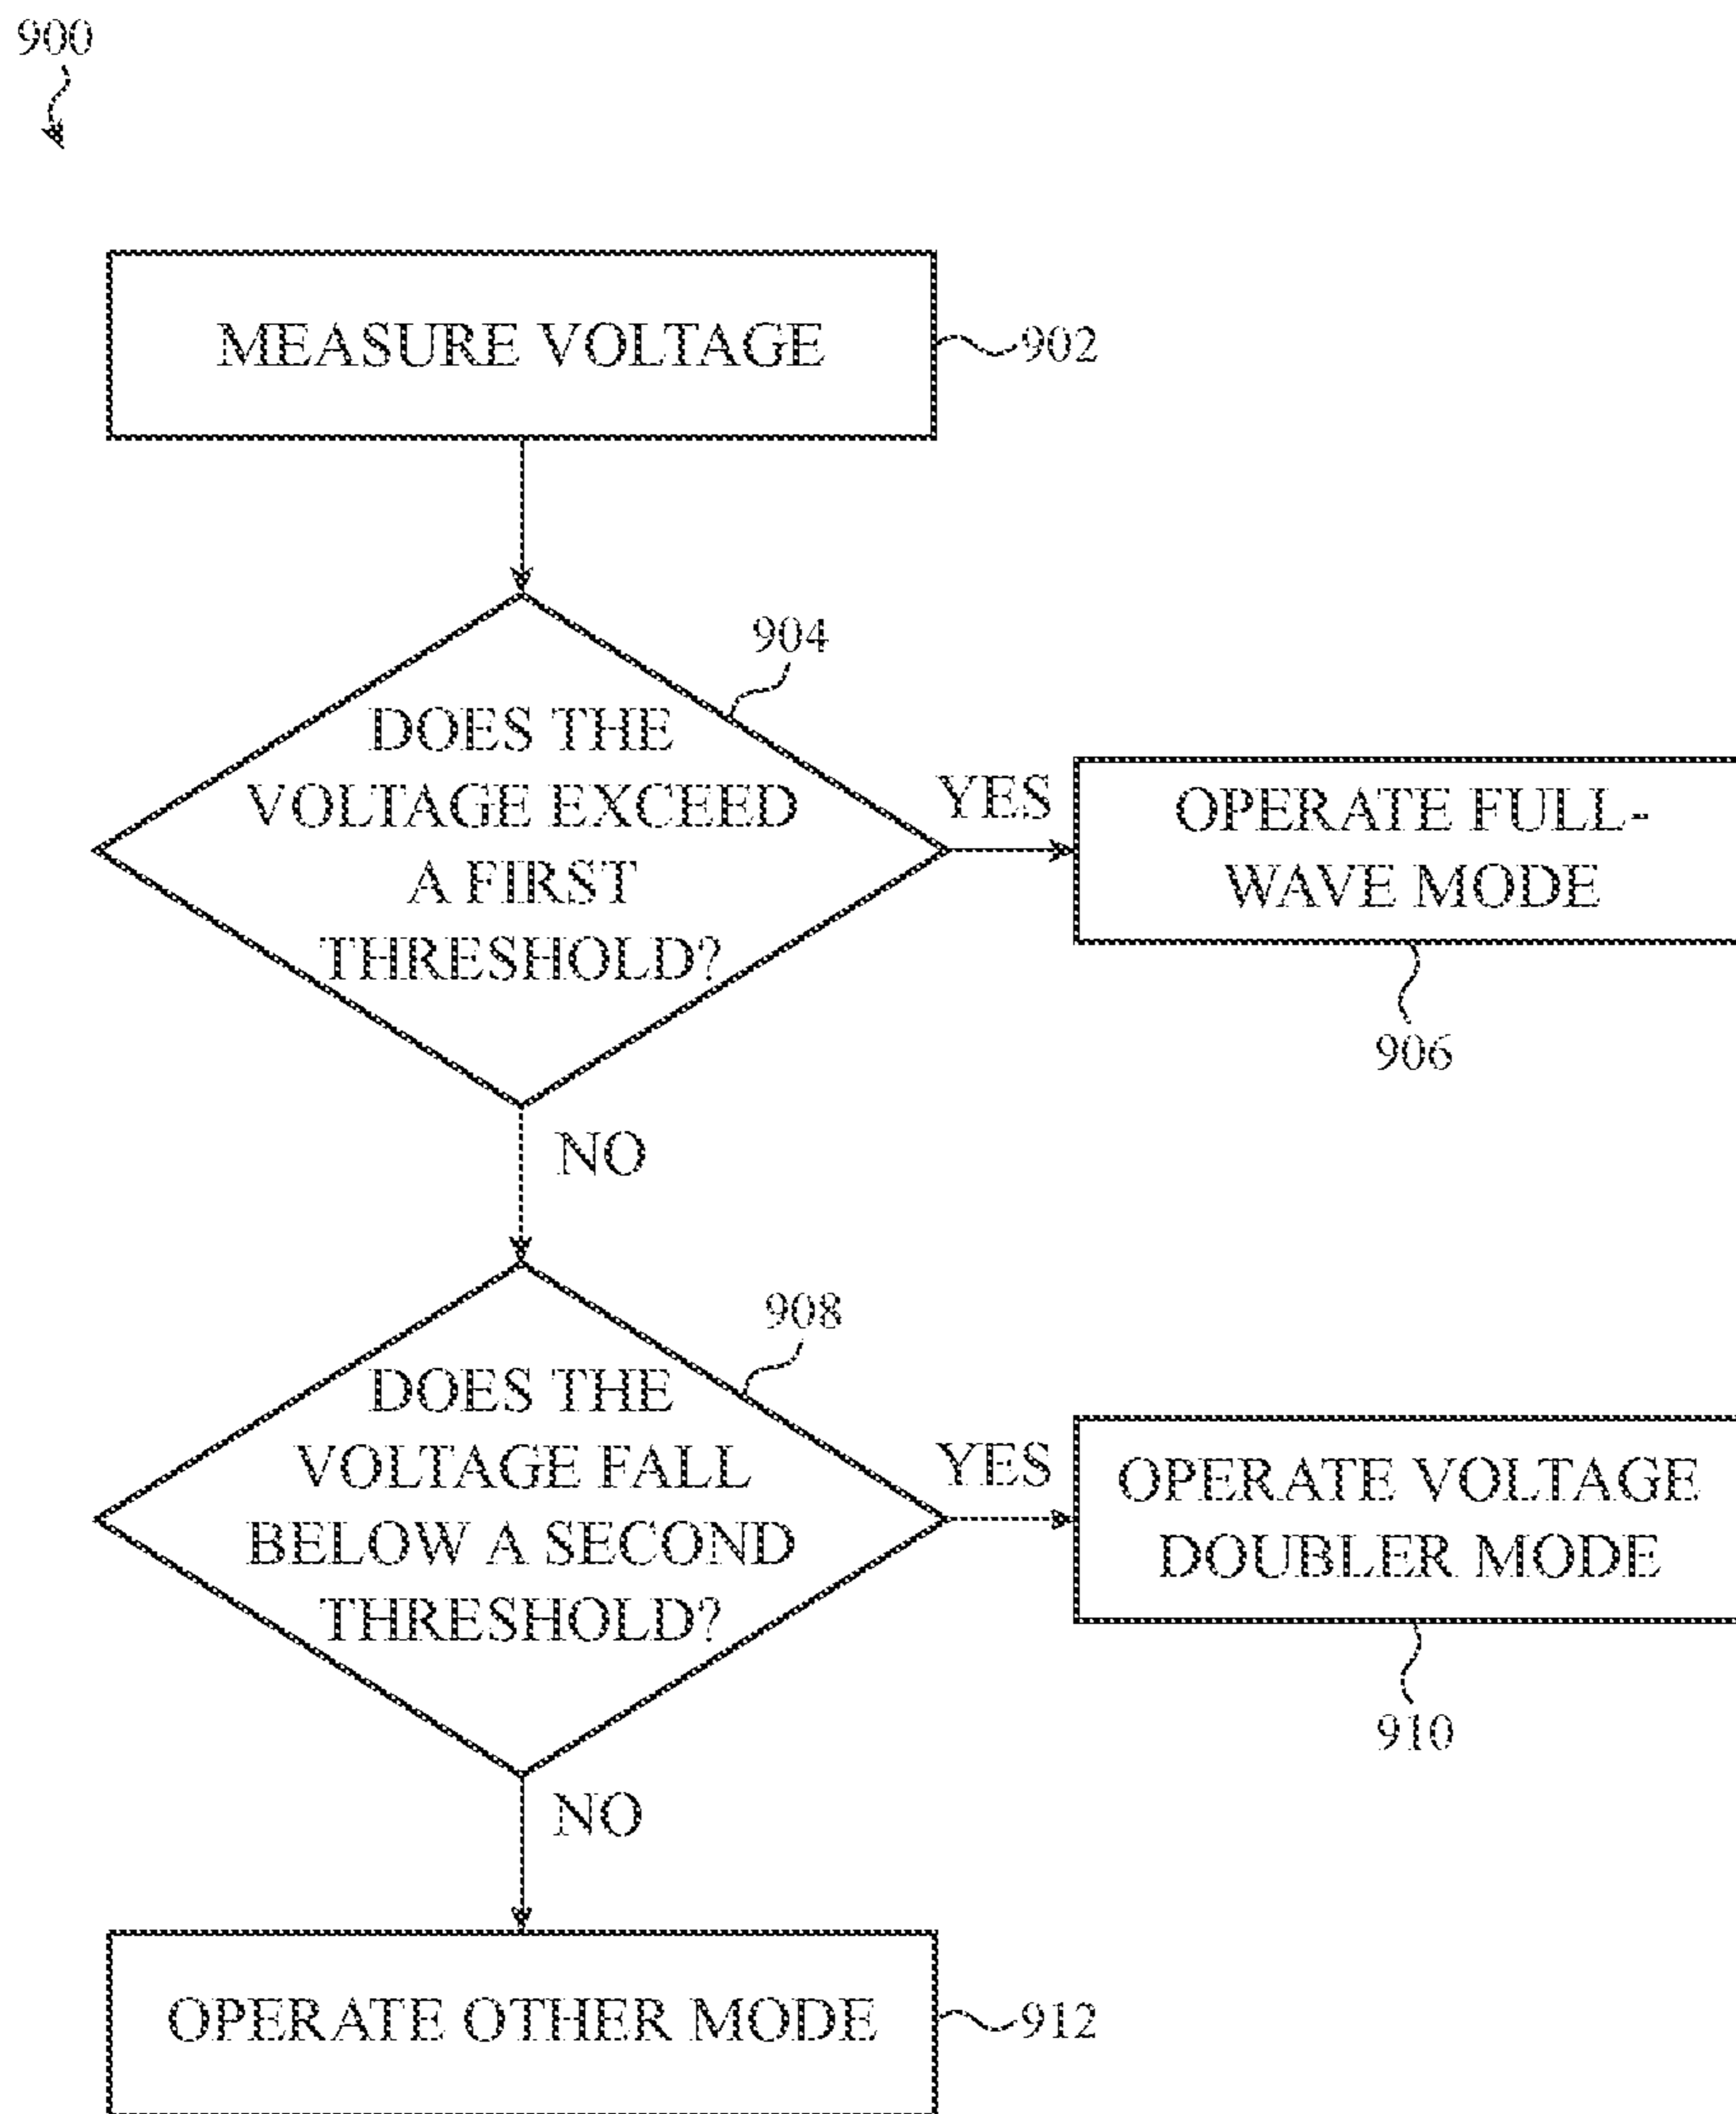 900
MEASURE VOLTAGE
902
904
DOES THE
VOLTAGE EXCEED
A FIRST
THRESHOLD?
YES
OPERATE FULL-
WAVE MODE
906
NO
908
DOES THE
VOLTAGE FALL
BELOW A SECOND
THRESHOLD?
YES
OPERATE VOLTAGE
DOUBLER MODE
910
NO
OPERATE OTHER MODE
912